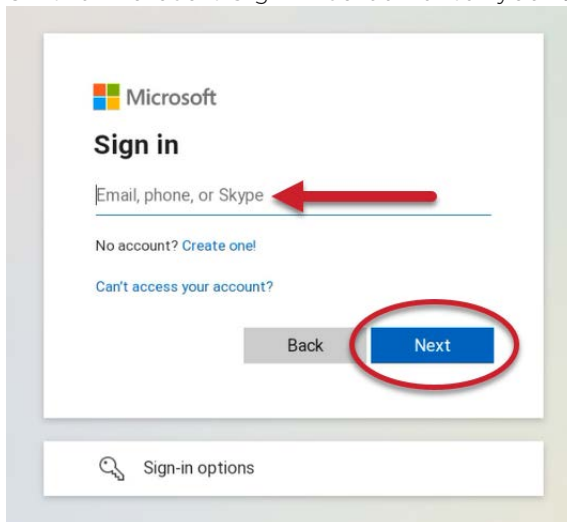 Microsoft
Sign in
Email, phone, or Skype
No account? Create one!
Can't access your account?
Back Next
Sign-in options